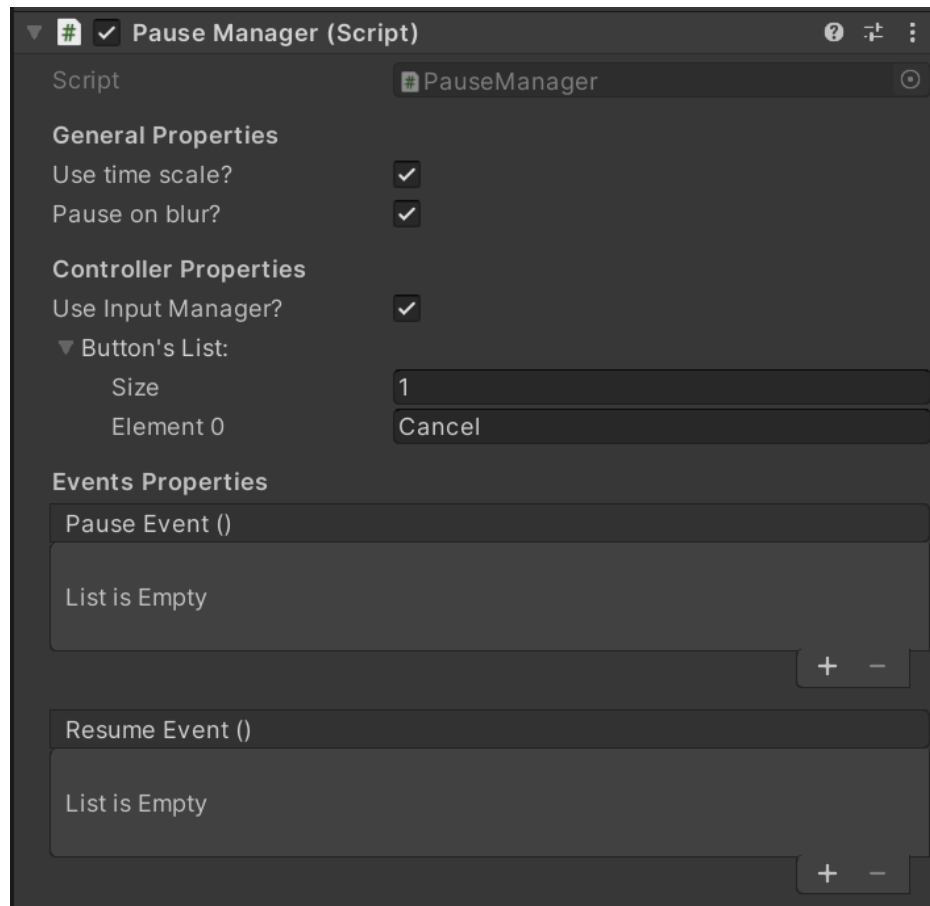 Pause Manager (Script)
Script PauseManager
General Properties
Use time scale?
Pause on blur?
Controller Properties
Use Input Manager?
Button's List:
Size 1
Element 0 Cancel
Events Properties
Pause Event ()
List is Empty
+ −
Resume Event ()
List is Empty
+ −